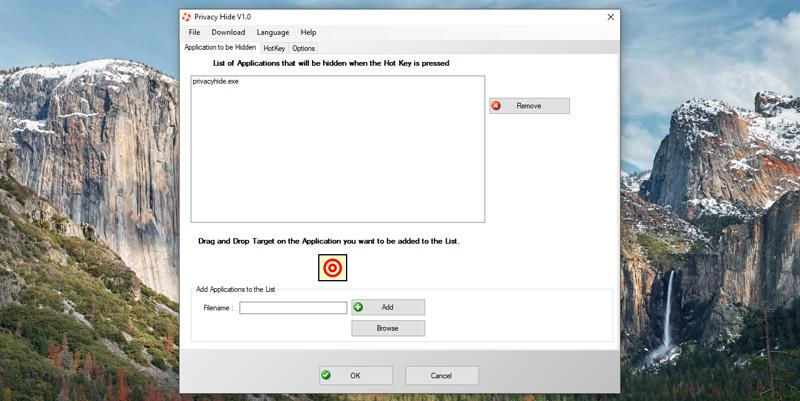 Privacy Hide V1.0
File Download Language Help
Application to be Hidden HotKey Options
List of Applications that will be hidden when the Hot Key is pressed
privacyhide.exe
Remove
Drag and Drop Target on the Application you want to be added to the List.
Add Applications to the List
Filename : Add
Browse
OK Cancel